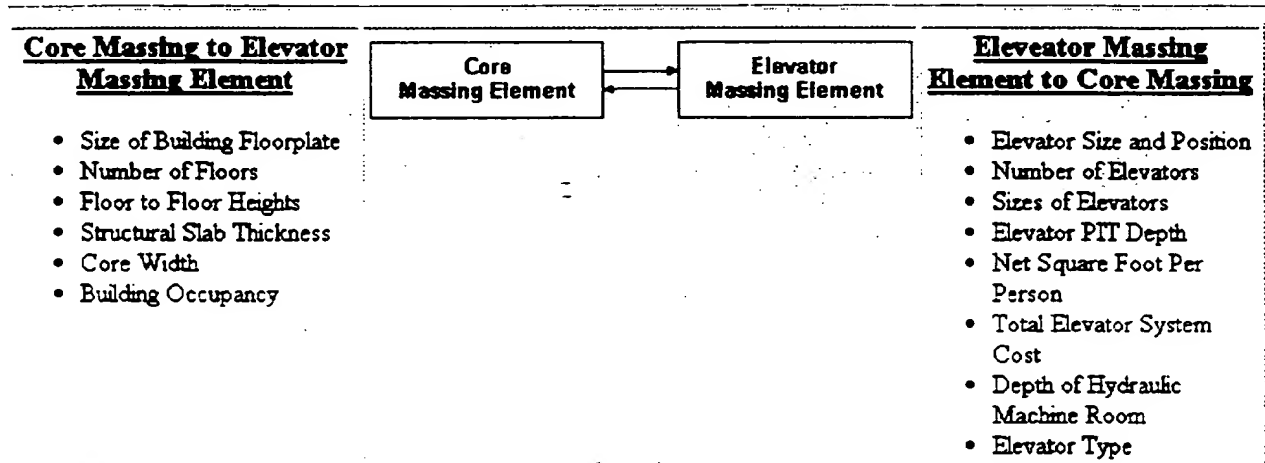 Core Massing to Elevator
Massing Element
• Size of Building Floorplate
• Number of Floors
• Floor to Floor Heights
• Structural Slab Thickness
• Core Width
• Building Occupancy
Core
Massing Element
Elevator
Massing Element
Eleveator Massing
Element to Core Massing
• Elevator Size and Position
• Number of Elevators
• Sizes of Elevators
• Elevator PIT Depth
• Net Square Foot Per
Person
• Total Elevator System
Cost
• Depth of Hydraulic
Machine Room
• Elevator Type